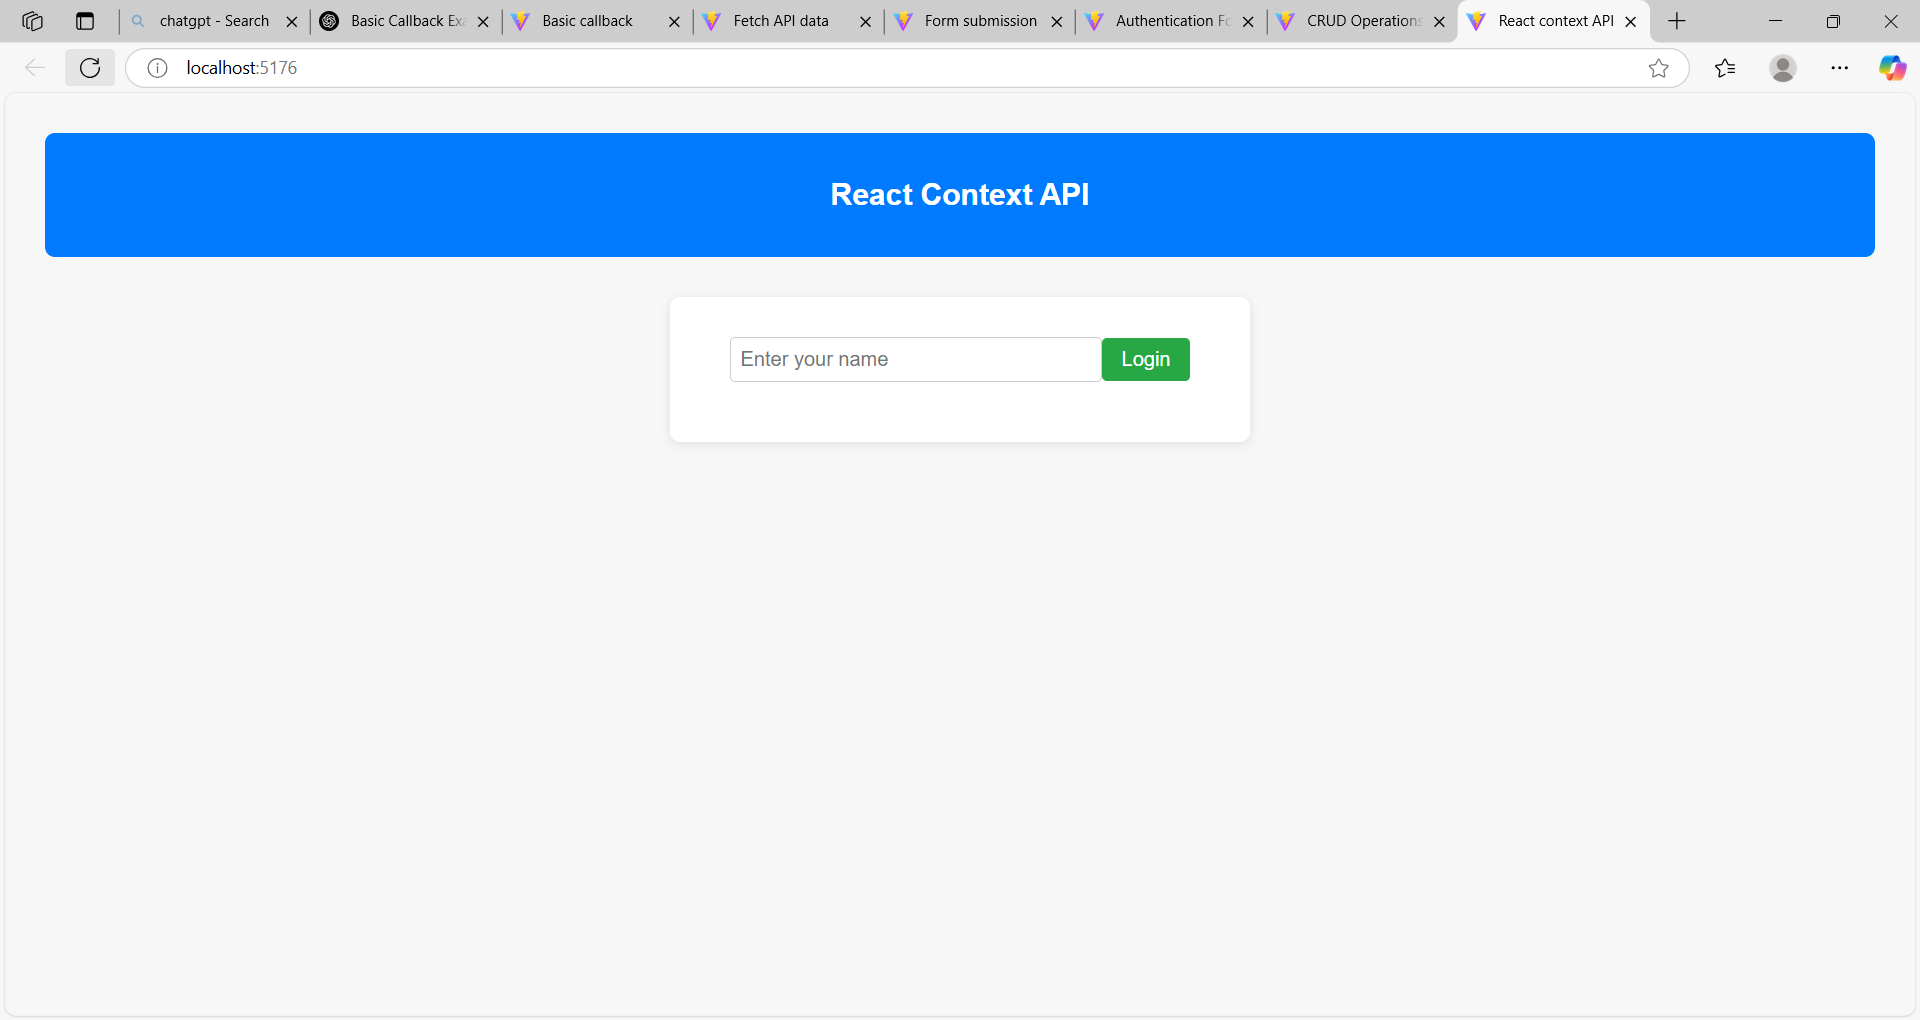 chatgpt - Search
Basic Callback Exa
Basic callback
Fetch API data
Form submission
Authentication Fo
CRUD Operations
React context API
localhost:5176
React Context API
Enter your name
Login